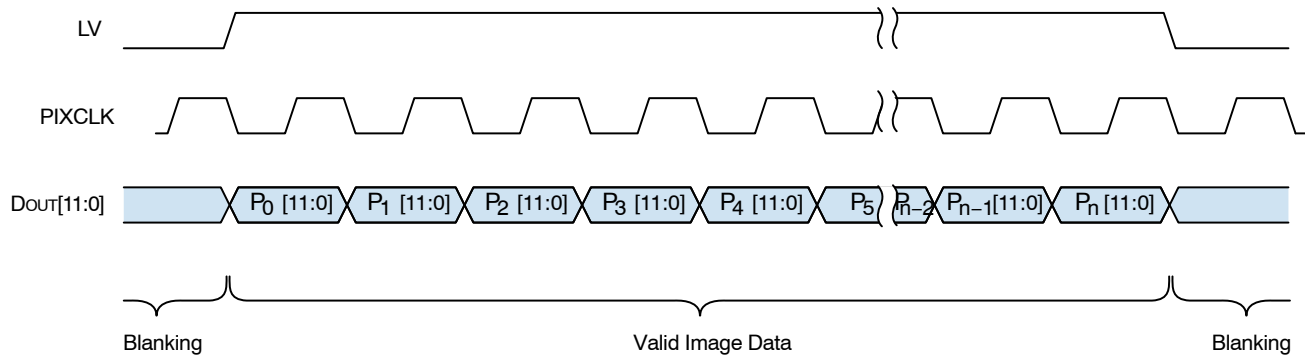 LV
PIXCLK
DOUT[11:0]
P0 [11:0] P1 [11:0] P2 [11:0] P3 [11:0] P4 [11:0] P5 Pn–2 Pn–1[11:0] Pn [11:0]
Blanking Valid Image Data Blanking